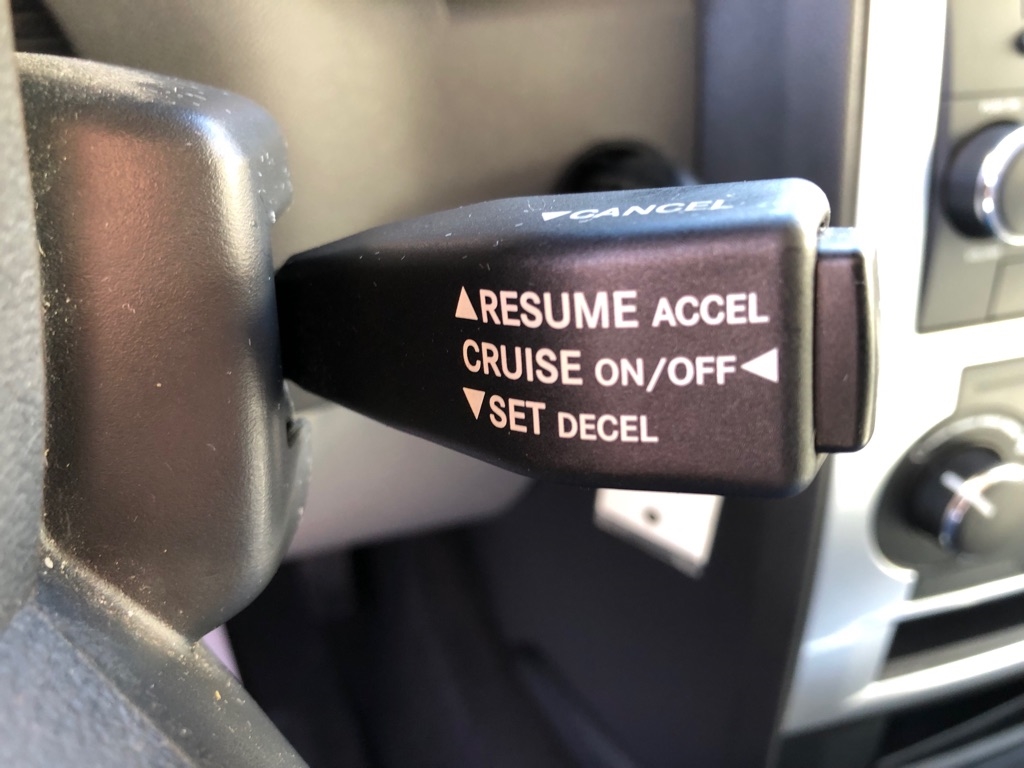 ▼CANCEL
▲RESUME ACCEL
CRUISE ON/OFF◀
▼SET DECEL